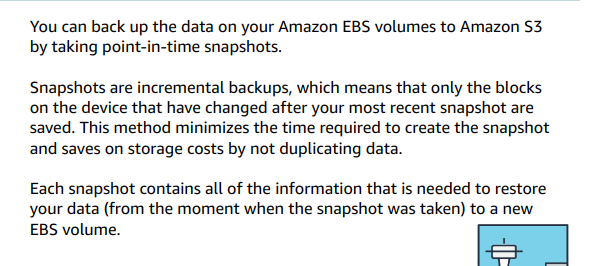 You can back up the data on your Amazon EBS volumes to Amazon S3
by taking point-in-time snapshots.
Snapshots are incremental backups, which means that only the blocks
on the device that have changed after your most recent snapshot are
saved. This method minimizes the time required to create the snapshot
and saves on storage costs by not duplicating data.
Each snapshot contains all of the information that is needed to restore
your data (from the moment when the snapshot was taken) to a new
EBS volume.